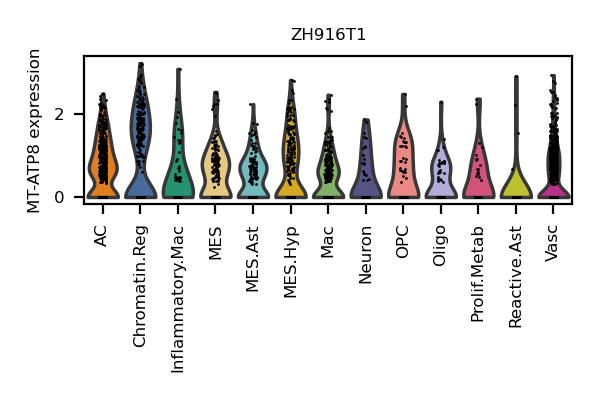 ZH916T1
MT-ATP8 expression
2
0
AC
Chromatin.Reg
Inflammatory.Mac
MES
MES.Ast
MES.Hyp
Mac
Neuron
OPC
Oligo
Prolif.Metab
Reactive.Ast
Vasc